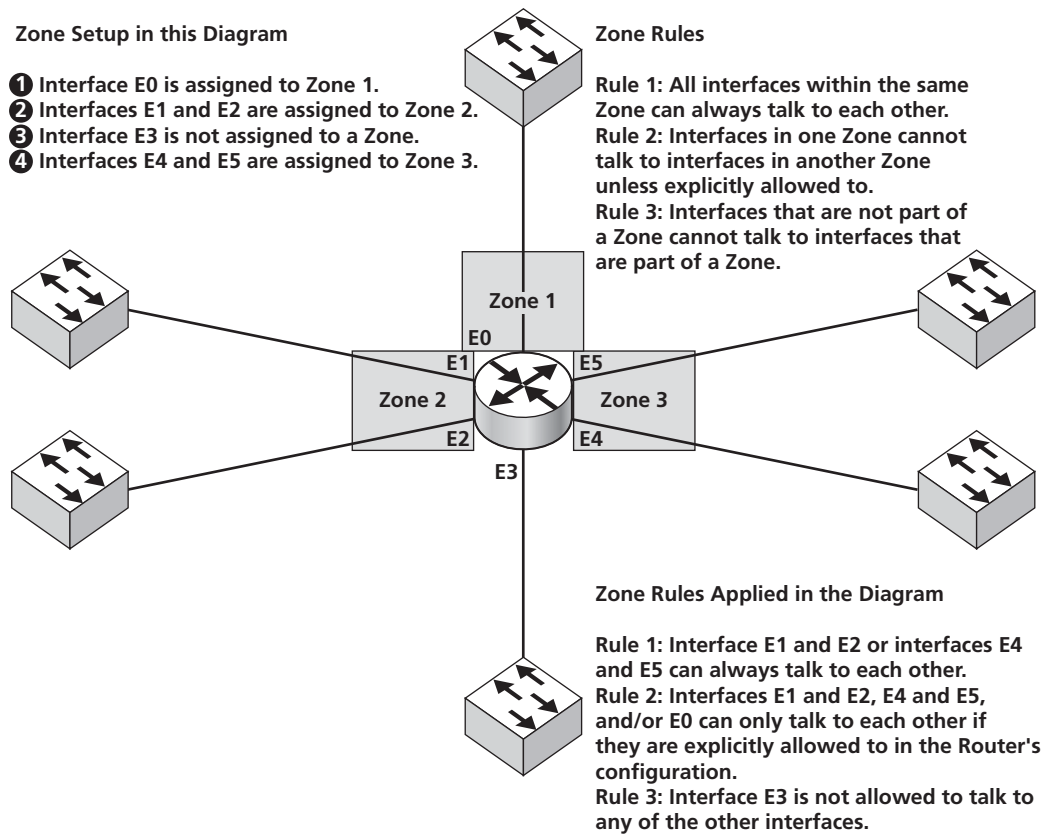 Zone Setup in this Diagram
1 Interface E0 is assigned to Zone 1.
2 Interfaces E1 and E2 are assigned to Zone 2.
3 Interface E3 is not assigned to a Zone.
4 Interfaces E4 and E5 are assigned to Zone 3.
Zone Rules
Rule 1: All interfaces within the same
Zone can always talk to each other.
Rule 2: Interfaces in one Zone cannot
talk to interfaces in another Zone
unless explicitly allowed to.
Rule 3: Interfaces that are not part of
a Zone cannot talk to interfaces that
are part of a Zone.
Zone 1
E0
E1
E5
Zone 2
Zone 3
E2
E4
E3
Zone Rules Applied in the Diagram
Rule 1: Interface E1 and E2 or interfaces E4
and E5 can always talk to each other.
Rule 2: Interfaces E1 and E2, E4 and E5,
and/or E0 can only talk to each other if
they are explicitly allowed to in the Router's
configuration.
Rule 3: Interface E3 is not allowed to talk to
any of the other interfaces.